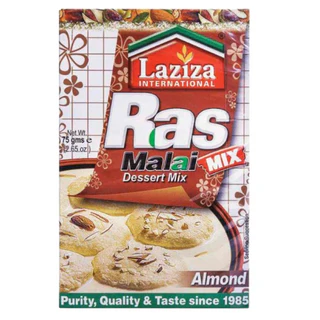 Laziza
INTERNATIONAL
Ras
Malai MIX
Dessert Mix
Net Wt.
75 gms e
(2.65 oz.)
Almond
Purity, Quality & Taste since 1985